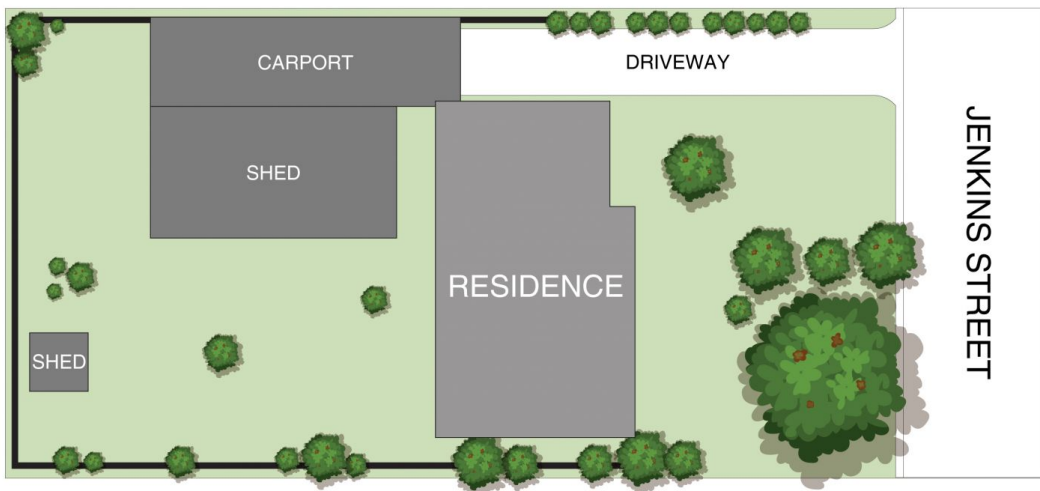 CARPORT
DRIVEWAY
SHED
RESIDENCE
SHED
JENKINS STREET